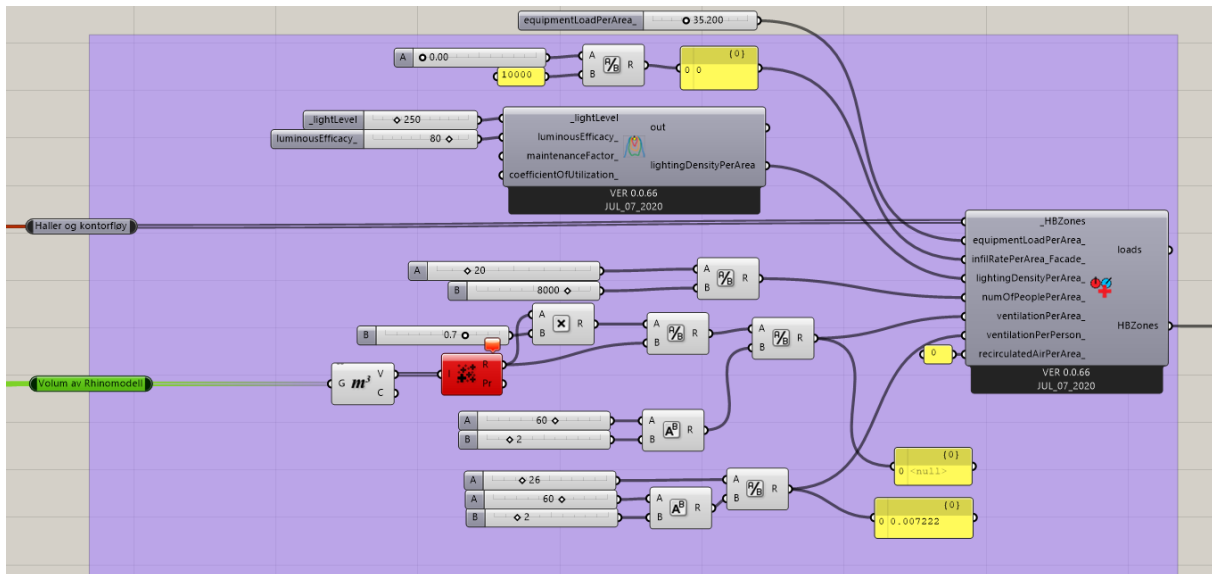 equipmentLoadPerArea_ 35.200
A 0.00
10000
A
B
A/B
R
{0}
0 0
_lightLevel 250
luminousEfficacy_ 80
_lightLevel
luminousEfficacy_
maintenanceFactor_
coefficientOfUtilization_
out
lightingDensityPerArea
VER 0.0.66
JUL_07_2020
Haller og kontorfløy
_HBZones
equipmentLoadPerArea_
infilRatePerArea_Facade_
lightingDensityPerArea_
numOfPeoplePerArea_
ventilationPerArea_
ventilationPerPerson_
recirculatedAirPerArea_
loads
HBZones
VER 0.0.66
JUL_07_2020
A 20
B 8000
A
B
A/B
R
B 0.7
A
B
R
A
B
A/B
R
A
B
A/B
R
0
Volum av Rhinomodell
G
m³
V
C
I
R
Pr
A 60
B 2
A
B
Aᴮ
R
{0}
0 <null>
A 26
A 60
B 2
A
B
Aᴮ
R
A
B
A/B
R
{0}
0 0.007222